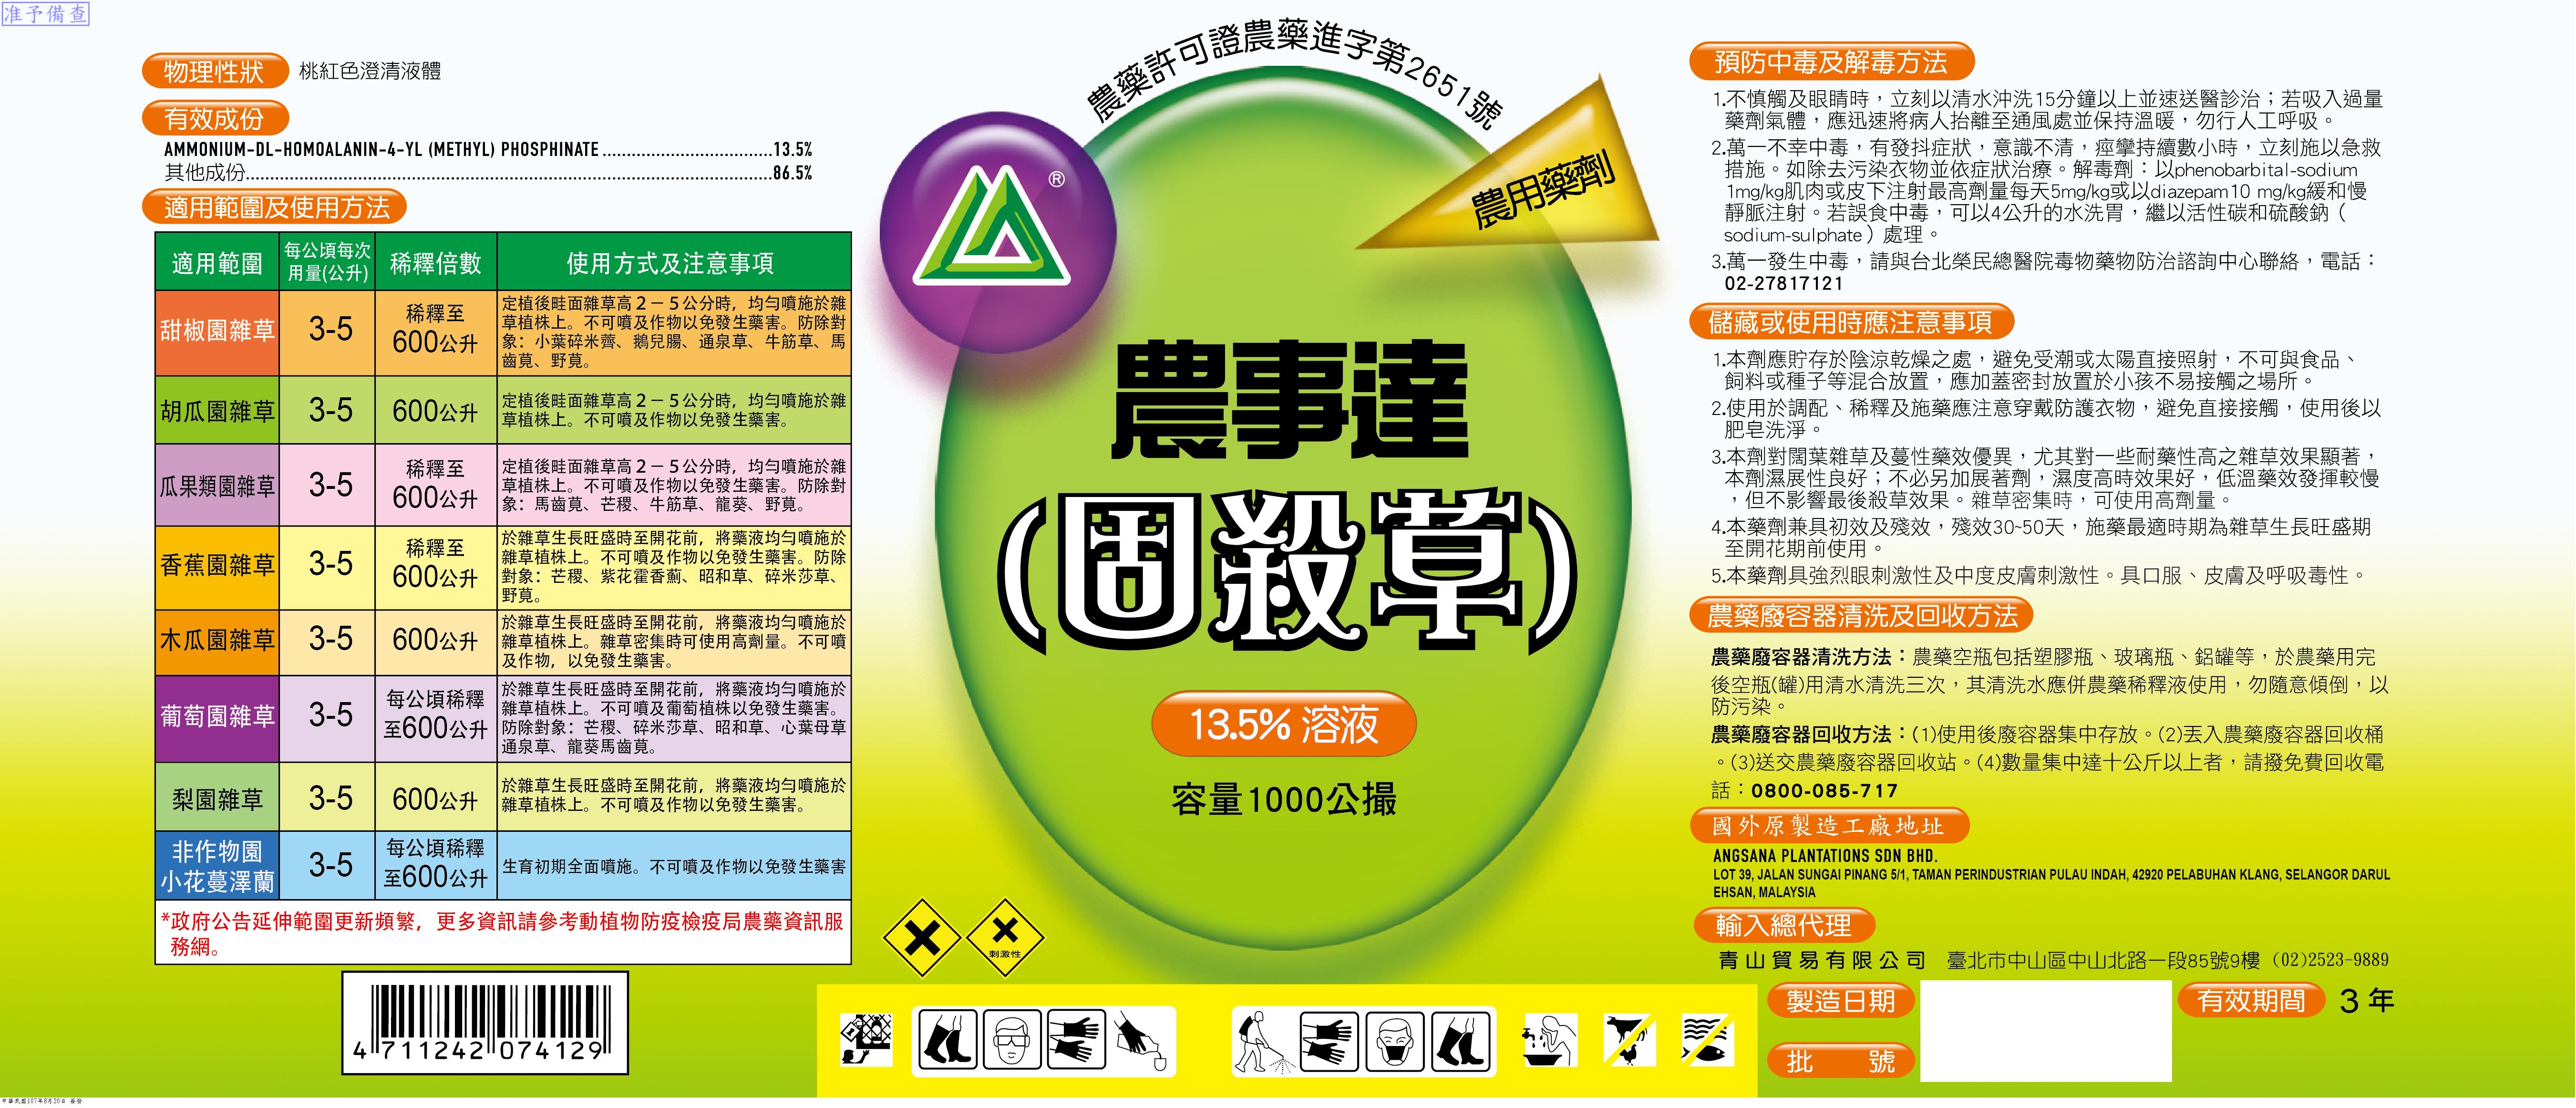 准予備查
物理性狀 桃紅色澄清液體
有效成份
AMMONIUM-DL-HOMOALANIN-4-YL (METHYL) PHOSPHINATE..................................13.5%
其他成份..........................................................................................................86.5%
適用範圍及使用方法
適用範圍 每公頃每次用量(公升) 稀釋倍數 使用方式及注意事項
甜椒園雜草 3-5 稀釋至600公升
定植後畦面雜草高2－5公分時，均勻噴施於雜
草植株上。不可噴及作物以免發生藥害。防除對
象：小葉碎米薺、鵝兒腸、通泉草、牛筋草、馬
齒莧、野莧。
胡瓜園雜草 3-5 600公升
定植後畦面雜草高2－5公分時，均勻噴施於雜
草植株上。不可噴及作物以免發生藥害。
瓜果類園雜草 3-5 稀釋至600公升
定植後畦面雜草高2－5公分時，均勻噴施於雜
草植株上。不可噴及作物以免發生藥害。防除對
象：馬齒莧、芒稷、牛筋草、龍葵、野莧。
香蕉園雜草 3-5 稀釋至600公升
於雜草生長旺盛時至開花前，將藥液均勻噴施於
雜草植株上。不可噴及作物以免發生藥害。防除
對象：芒稷、紫花霍香薊、昭和草、碎米莎草、
野莧。
木瓜園雜草 3-5 600公升
於雜草生長旺盛時至開花前，將藥液均勻噴施於
雜草植株上。雜草密集時可使用高劑量。不可噴
及作物，以免發生藥害。
葡萄園雜草 3-5 每公頃稀釋至600公升
於雜草生長旺盛時至開花前，將藥液均勻噴施於
雜草植株上。不可噴及葡萄植株以免發生藥害。
防除對象：芒稷、碎米莎草、昭和草、心葉母草
通泉草、龍葵馬齒莧。
梨園雜草 3-5 600公升
於雜草生長旺盛時至開花前，將藥液均勻噴施於
雜草植株上。不可噴及作物以免發生藥害。
非作物園小花蔓澤蘭 3-5 每公頃稀釋至600公升
生育初期全面噴施。不可噴及作物以免發生藥害
*政府公告延伸範圍更新頻繁，更多資訊請參考動植物防疫檢疫局農藥資訊服
務網。
4 711242 074129
中華民國107年8月20日 簽發
農藥許可證農藥進字第2651號
®
農用藥劑
農事達
(固殺草)
13.5% 溶液
容量1000公撮
刺激性
預防中毒及解毒方法
1.不慎觸及眼睛時，立刻以清水沖洗15分鐘以上並速送醫診治；若吸入過量
藥劑氣體，應迅速將病人抬離至通風處並保持溫暖，勿行人工呼吸。
2.萬一不幸中毒，有發抖症狀，意識不清，痙攣持續數小時，立刻施以急救
措施。如除去污染衣物並依症狀治療。解毒劑：以phenobarbital-sodium
1mg/kg肌肉或皮下注射最高劑量每天5mg/kg或以diazepam10 mg/kg緩和慢
靜脈注射。若誤食中毒，可以4公升的水洗胃，繼以活性碳和硫酸鈉（
sodium-sulphate）處理。
3.萬一發生中毒，請與台北榮民總醫院毒物藥物防治諮詢中心聯絡，電話：
02-27817121
儲藏或使用時應注意事項
1.本劑應貯存於陰涼乾燥之處，避免受潮或太陽直接照射，不可與食品、
飼料或種子等混合放置，應加蓋密封放置於小孩不易接觸之場所。
2.使用於調配、稀釋及施藥應注意穿戴防護衣物，避免直接接觸，使用後以
肥皂洗淨。
3.本劑對闊葉雜草及蔓性藥效優異，尤其對一些耐藥性高之雜草效果顯著，
本劑濕展性良好；不必另加展著劑，濕度高時效果好，低溫藥效發揮較慢
，但不影響最後殺草效果。雜草密集時，可使用高劑量。
4.本藥劑兼具初效及殘效，殘效30~50天，施藥最適時期為雜草生長旺盛期
至開花期前使用。
5.本藥劑具強烈眼刺激性及中度皮膚刺激性。具口服、皮膚及呼吸毒性。
農藥廢容器清洗及回收方法
農藥廢容器清洗方法：農藥空瓶包括塑膠瓶、玻璃瓶、鋁罐等，於農藥用完
後空瓶(罐)用清水清洗三次，其清洗水應併農藥稀釋液使用，勿隨意傾倒，以
防污染。
農藥廢容器回收方法：(1)使用後廢容器集中存放。(2)丟入農藥廢容器回收桶
。(3)送交農藥廢容器回收站。(4)數量集中達十公斤以上者，請撥免費回收電
話：0800-085-717
國外原製造工廠地址
ANGSANA PLANTATIONS SDN BHD.
LOT 39, JALAN SUNGAI PINANG 5/1, TAMAN PERINDUSTRIAN PULAU INDAH, 42920 PELABUHAN KLANG, SELANGOR DARUL
EHSAN, MALAYSIA
輸入總代理
青山貿易有限公司 臺北市中山區中山北路一段85號9樓 (02)2523-9889
製造日期 有效期間 3 年
批 號